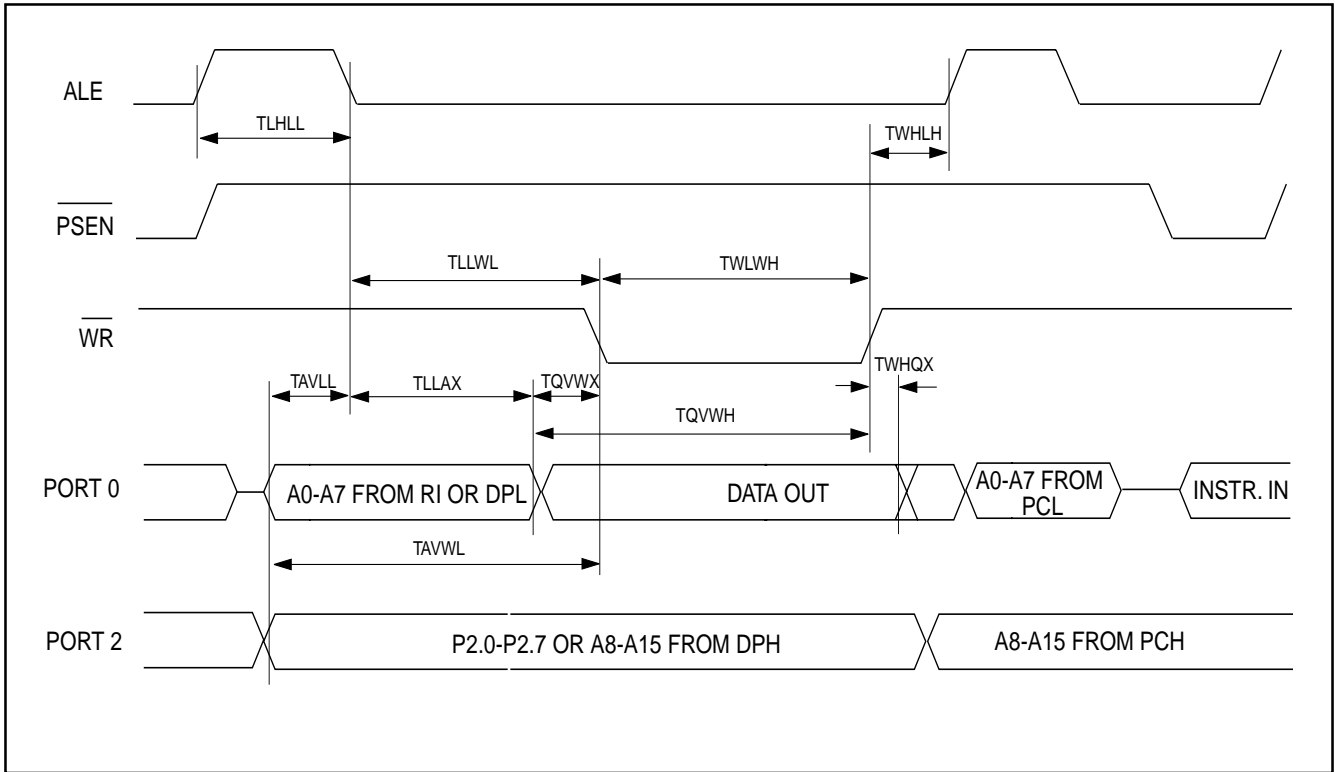 ALE
TLHLL
TWHLH
PSEN
TLLWL
TWLWH
WR
TWHQX
TAVLL
TLLAX
TQVWX
TQVWH
PORT 0
A0-A7 FROM RI OR DPL
DATA OUT
A0-A7 FROM
PCL
INSTR. IN
TAVWL
PORT 2
P2.0-P2.7 OR A8-A15 FROM DPH
A8-A15 FROM PCH